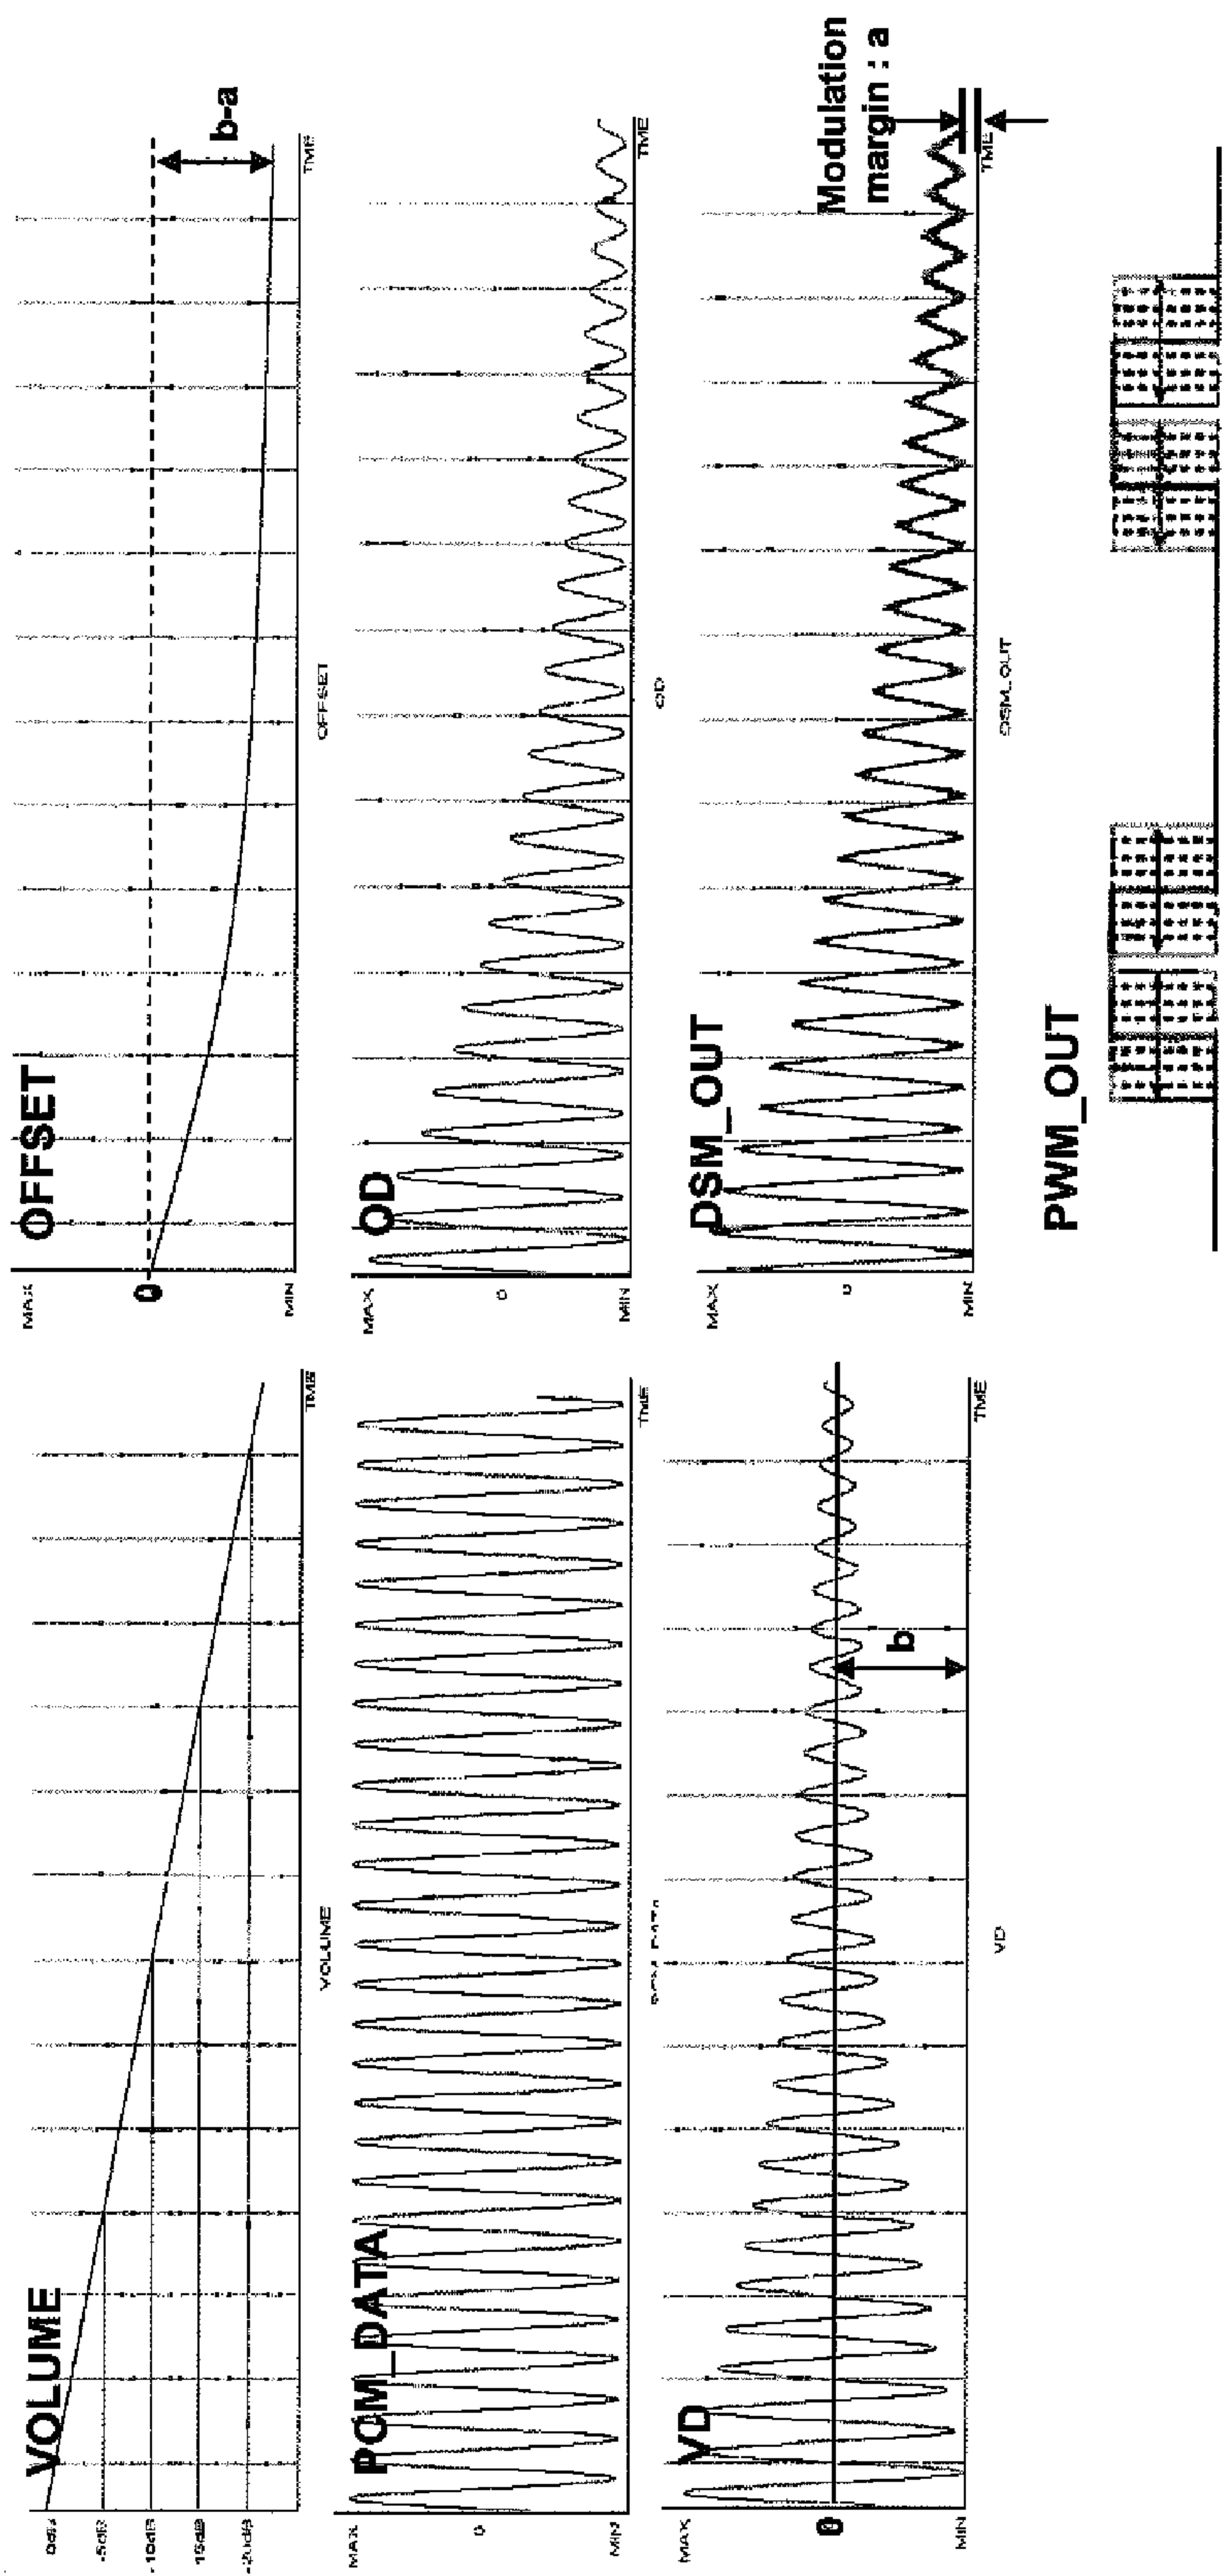 VOLUME
0dB
-5dB
-10dB
-15dB
-20dB
TIME
VOLUME
PCM_DATA
MAX
0
MIN
TIME
PCM_DATA
VD
MAX
0
MIN
b
TIME
VD
OFFSET
MAX
0
MIN
b-a
TIME
OFFSET
OD
MAX
0
MIN
TIME
OD
DSM_OUT
MAX
0
MIN
Modulation
margin : a
TIME
DSM_OUT
PWM_OUT